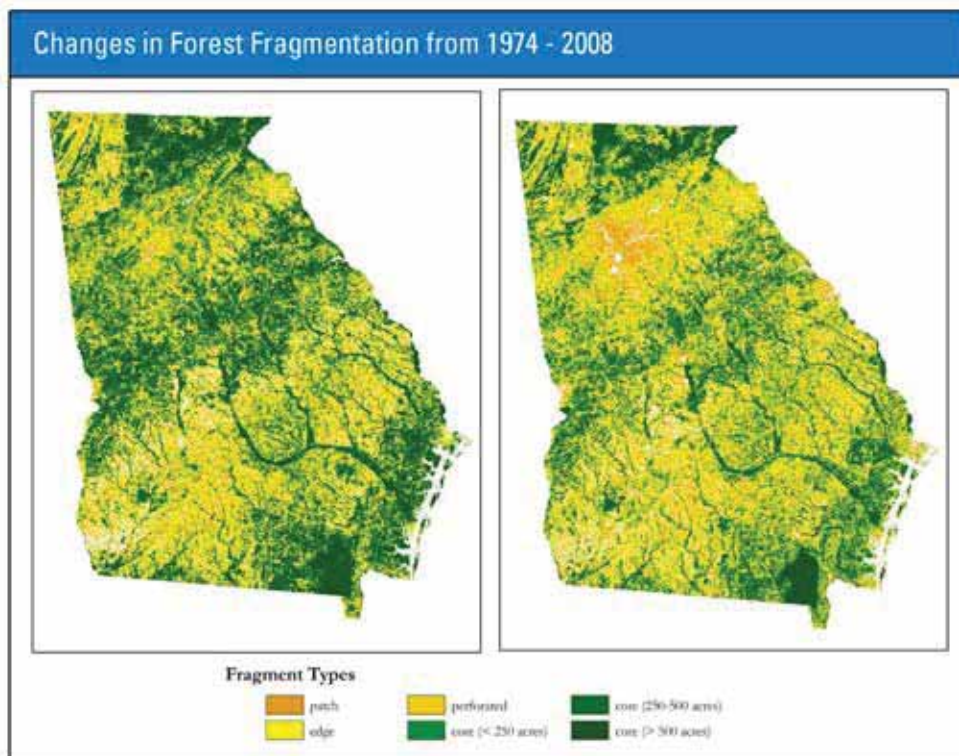 Changes in Forest Fragmentation from 1974 - 2008
Fragment Types
patch
perforated
core (250-500 acres)
edge
core (< 250 acres)
core (> 500 acres)